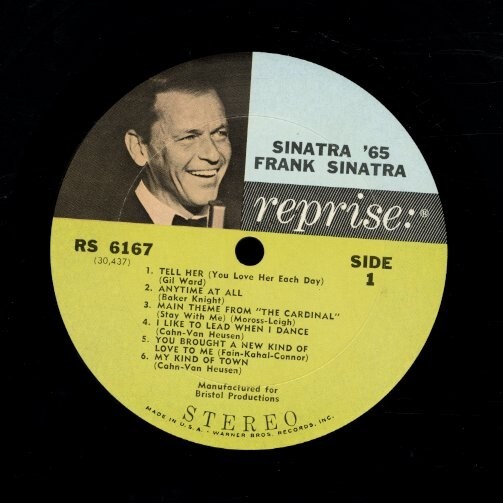 SINATRA '65
FRANK SINATRA
reprise:®
RS 6167
(30,437)
SIDE
1
1. TELL HER (You Love Her Each Day)
(Gil Ward)
2. ANYTIME AT ALL
(Baker Knight)
3. MAIN THEME FROM "THE CARDINAL"
(Stay With Me) (Moross-Leigh)
4. I LIKE TO LEAD WHEN I DANCE
(Cahn-Van Heusen)
5. YOU BROUGHT A NEW KIND OF
LOVE TO ME (Fain-Kahal-Connor)
6. MY KIND OF TOWN
(Cahn-Van Heusen)
Manufactured for
Bristol Productions
STEREO
MADE IN U.S.A. - WARNER BROS. RECORDS, INC.